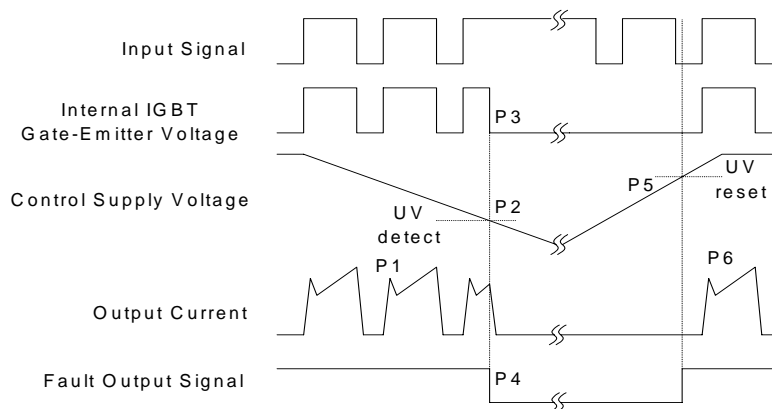 Input Signal
Internal IGBT
Gate-Emitter Voltage
P3
Control Supply Voltage
UV
detect
P2
P5
UV
reset
P1
P6
Output Current
Fault Output Signal
P4